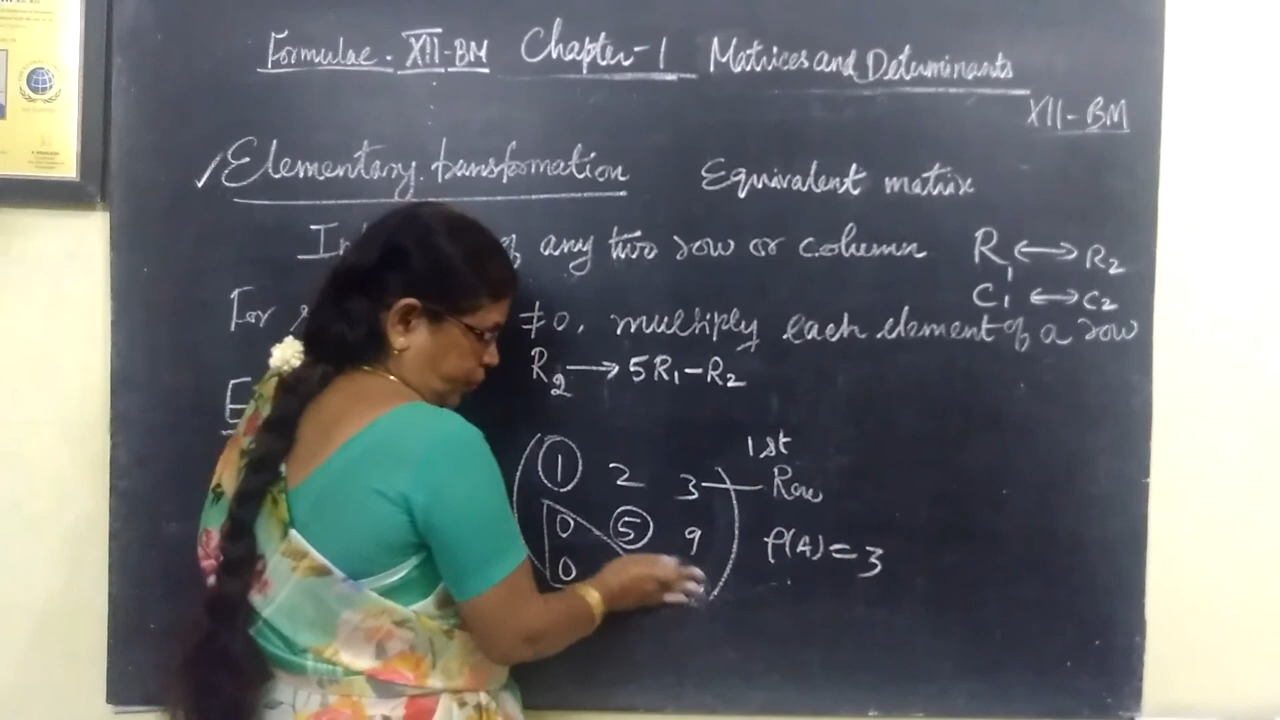 Formulae - XII-BM Chapter-1 Matrices and Determinants
XII-BM
✓Elementary transformation Equivalent matrix
any two row or column R₁ ⟷ R₂
C₁ ⟷ C₂
For ≠0, multiply each element of a row
R₂ ⟶ 5R₁-R₂
E
1st
1 2 3 Row
0 5 9 ρ(A)=3
0